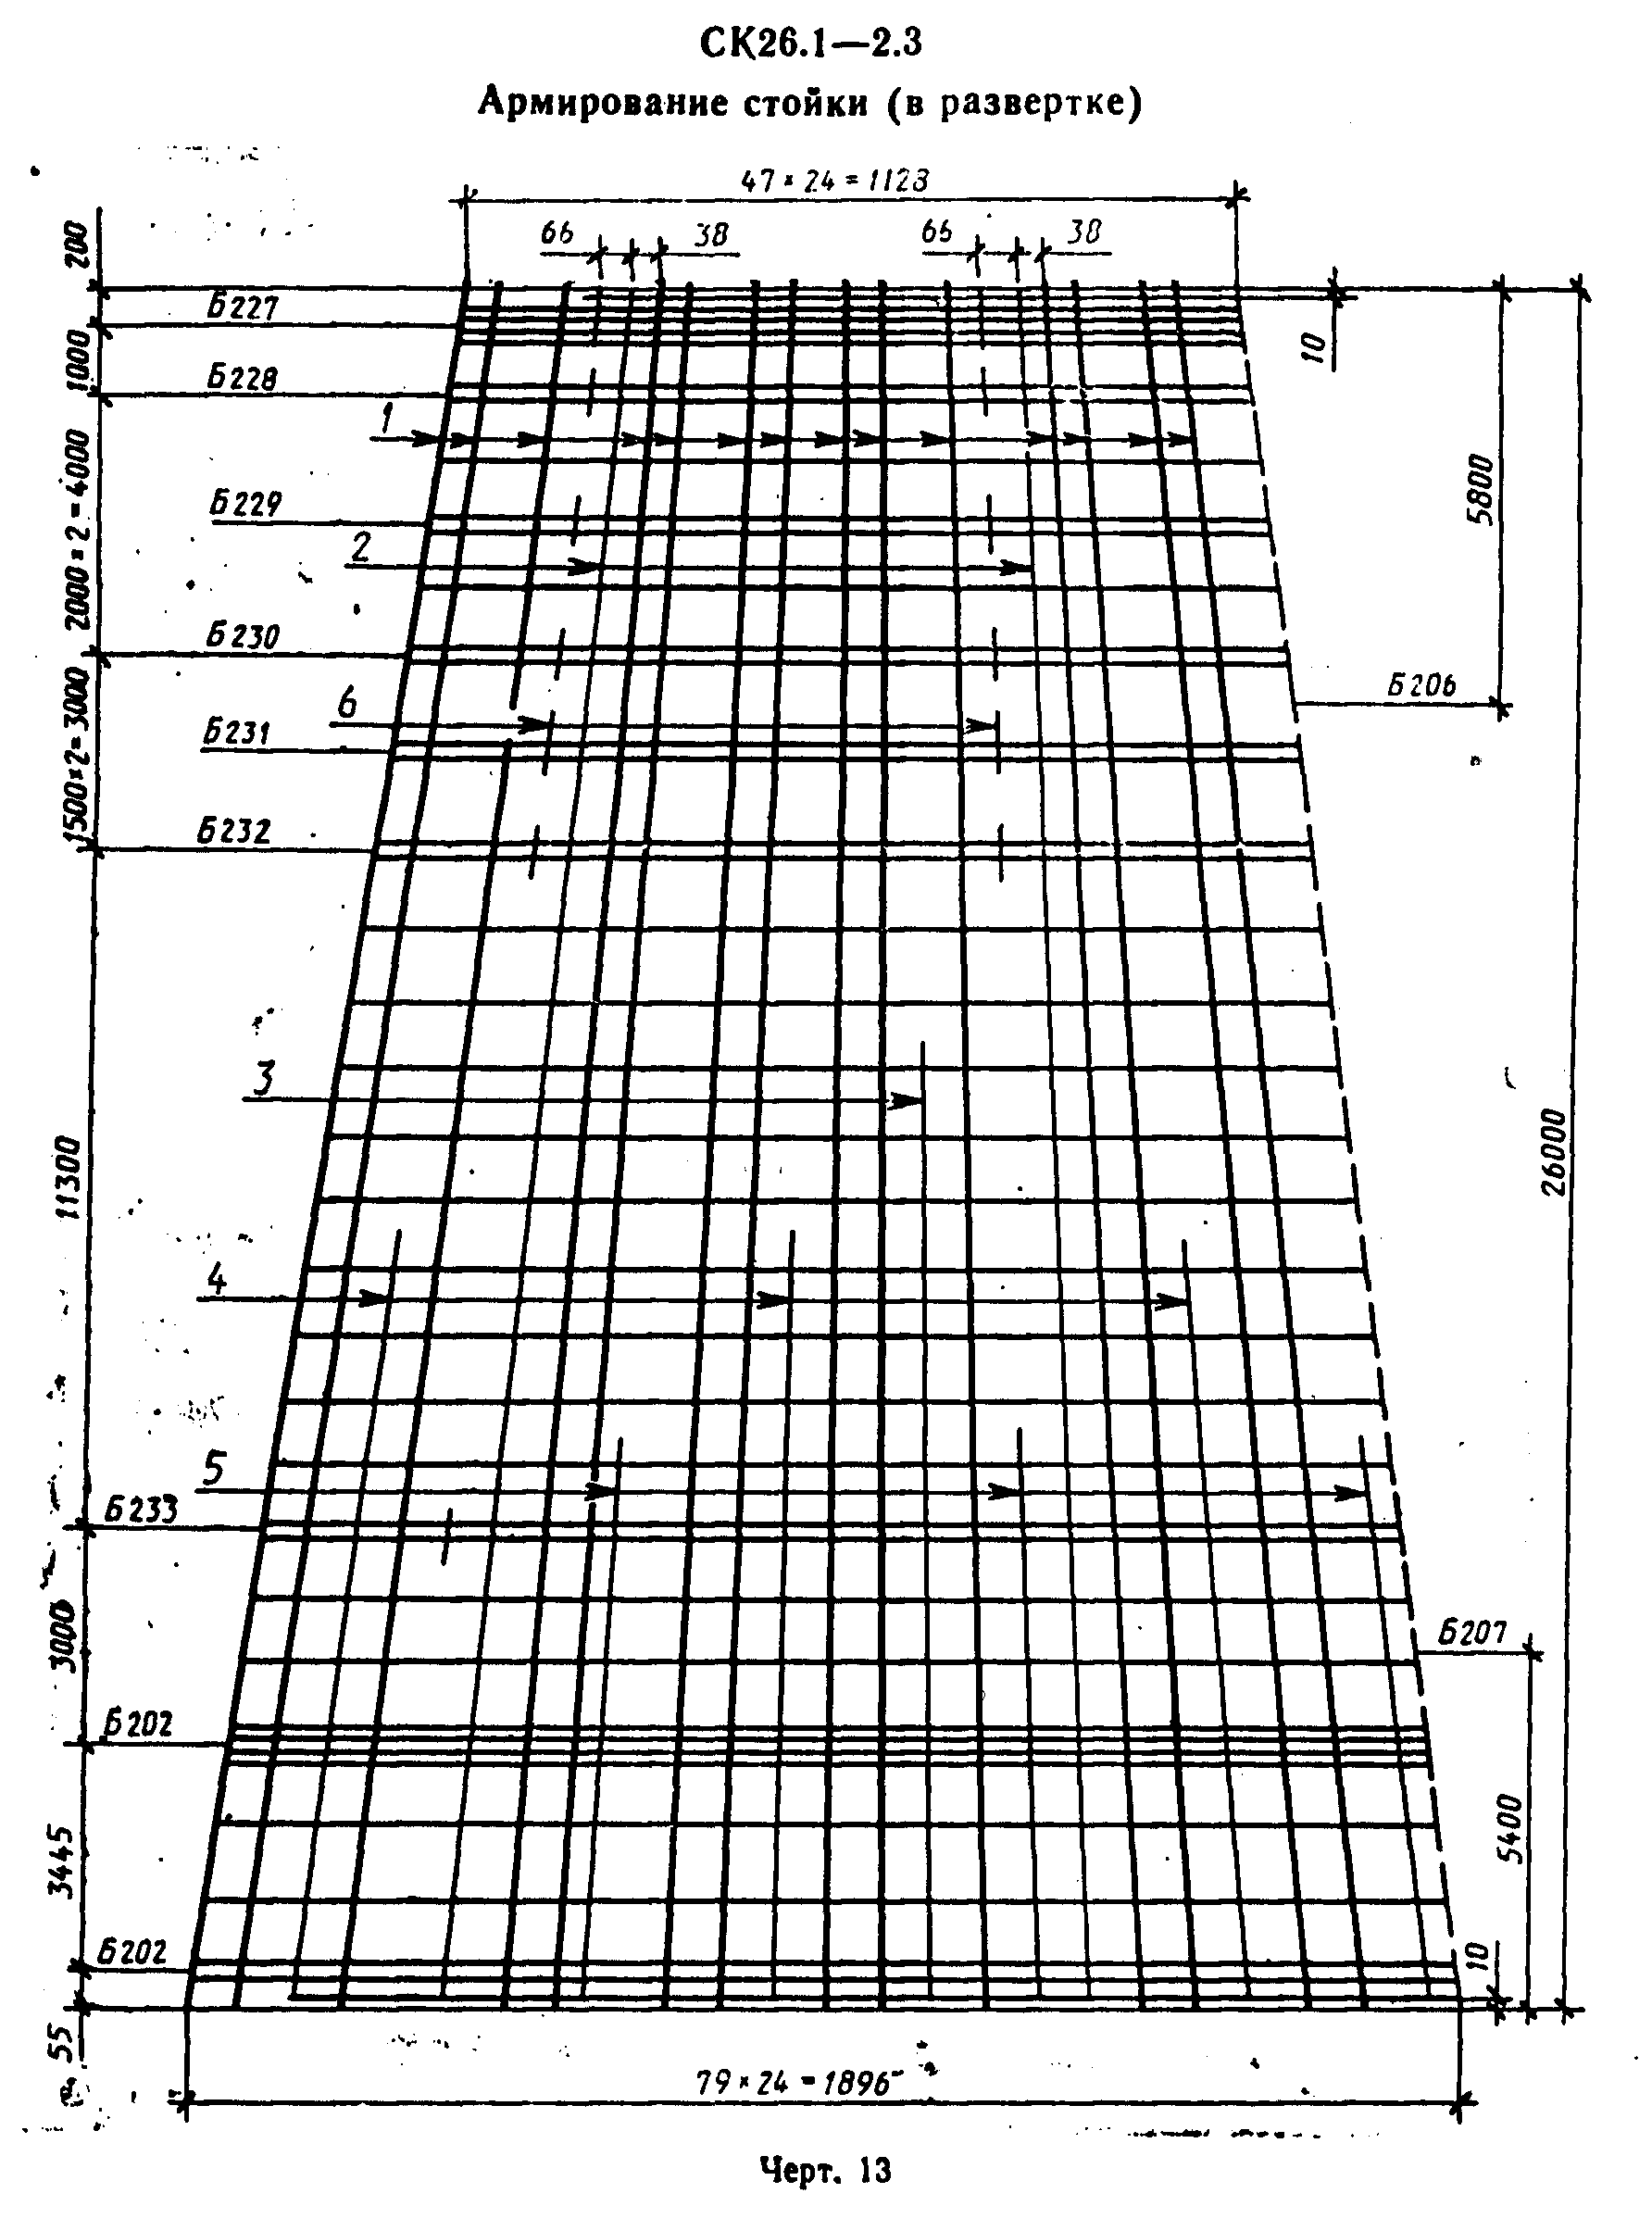 СК26.1—2.3
Армирование стойки (в развертке)
47 × 24 = 1128
66 38 66 38
200
Б227
10
1000
Б228
1
5800
2000 × 2 = 4000
Б229
2
Б230
Б206
6
1500×2=3000
Б231
Б232
3
11300
26000
4
5
Б233
3000
Б207
Б202
5400
3445
Б202
10
55
79 × 24 = 1896
Черт. 13